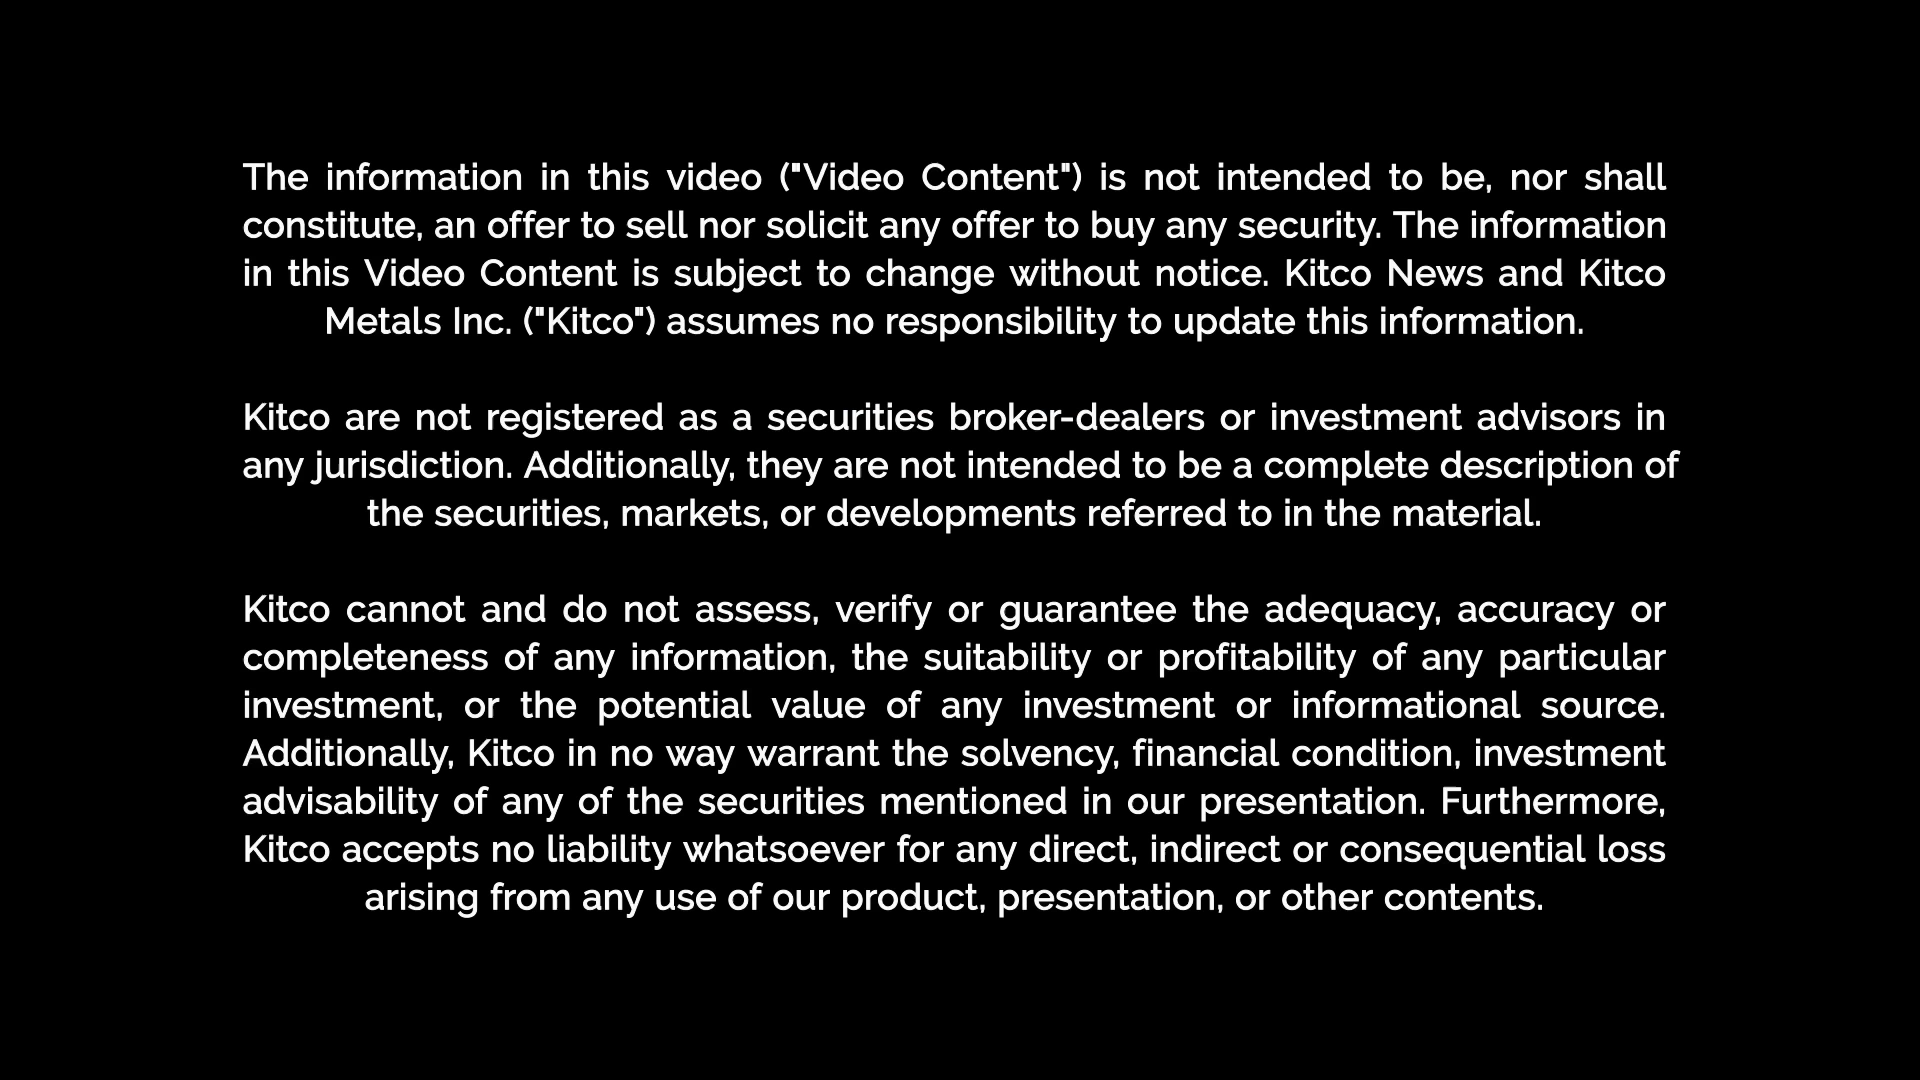 The information in this video ("Video Content") is not intended to be, nor shall
constitute, an offer to sell nor solicit any offer to buy any security. The information
in this Video Content is subject to change without notice. Kitco News and Kitco
Metals Inc. ("Kitco") assumes no responsibility to update this information.
Kitco are not registered as a securities broker-dealers or investment advisors in
any jurisdiction. Additionally, they are not intended to be a complete description of
the securities, markets, or developments referred to in the material.
Kitco cannot and do not assess, verify or guarantee the adequacy, accuracy or
completeness of any information, the suitability or profitability of any particular
investment, or the potential value of any investment or informational source.
Additionally, Kitco in no way warrant the solvency, financial condition, investment
advisability of any of the securities mentioned in our presentation. Furthermore,
Kitco accepts no liability whatsoever for any direct, indirect or consequential loss
arising from any use of our product, presentation, or other contents.